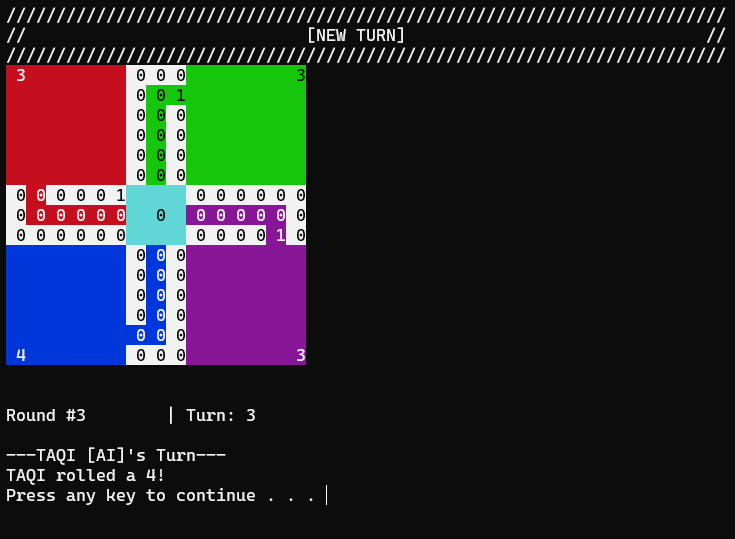 ////////////////////////////////////////////////////////////////////////
//                            [NEW TURN]                              //
////////////////////////////////////////////////////////////////////////
3 0 0 0 3
0 0 1
0 0 0
0 0 0
0 0 0
0 0 0
0 0 0 0 0 1 0 0 0 0 0 0
0 0 0 0 0 0 0 0 0 0 0 0 0
0 0 0 0 0 0 0 0 0 0 1 0
0 0 0
0 0 0
0 0 0
0 0 0
0 0 0
4 0 0 0 3
Round #3        | Turn: 3
---TAQI [AI]'s Turn---
TAQI rolled a 4!
Press any key to continue . . .